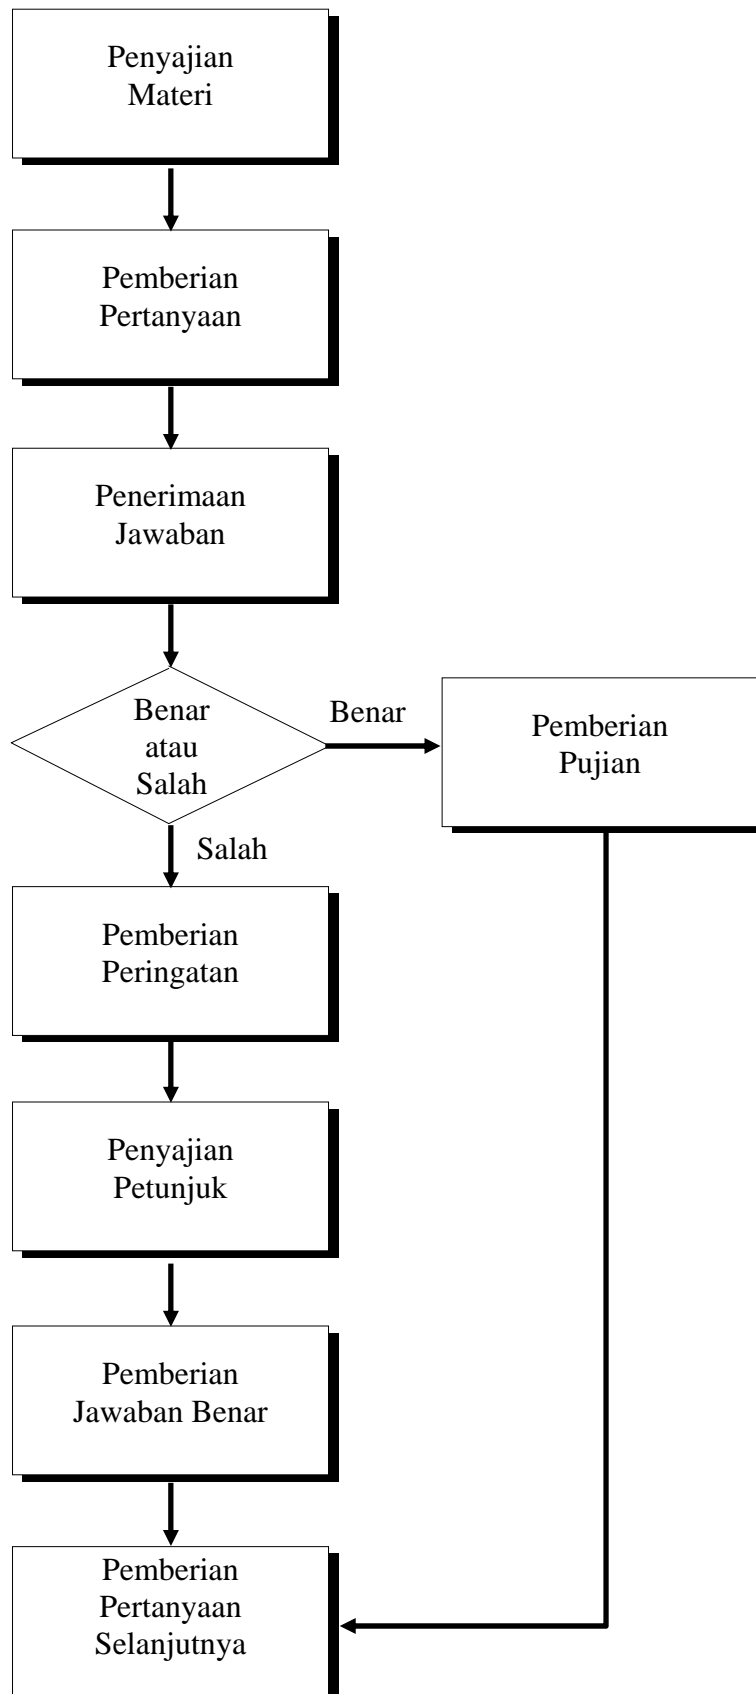 Penyajian
Materi
Pemberian
Pertanyaan
Penerimaan
Jawaban
Benar
atau
Salah
Benar
Pemberian
Pujian
Salah
Pemberian
Peringatan
Penyajian
Petunjuk
Pemberian
Jawaban Benar
Pemberian
Pertanyaan
Selanjutnya